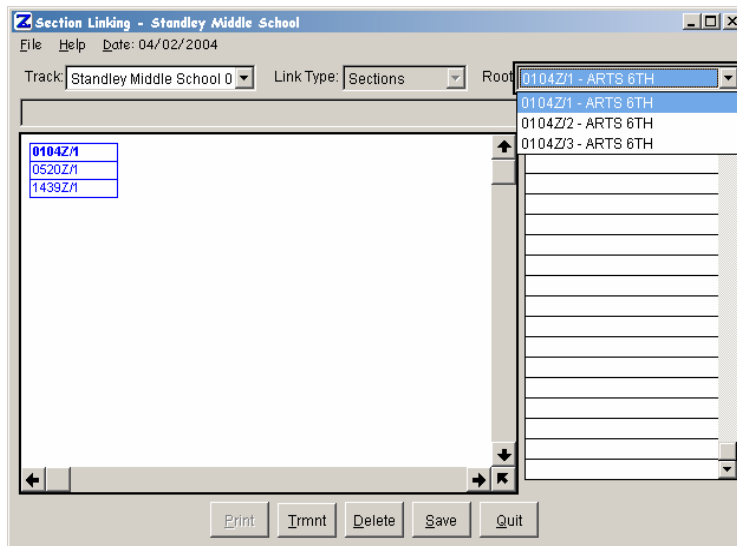 Section Linking - Standley Middle School
File Help Date: 04/02/2004
Track: Standley Middle School 0 Link Type: Sections Root 0104Z/1 - ARTS 6TH
0104Z/1 - ARTS 6TH
0104Z/2 - ARTS 6TH
0104Z/3 - ARTS 6TH
0104Z/1
0520Z/1
1439Z/1
Print Trmnt Delete Save Quit